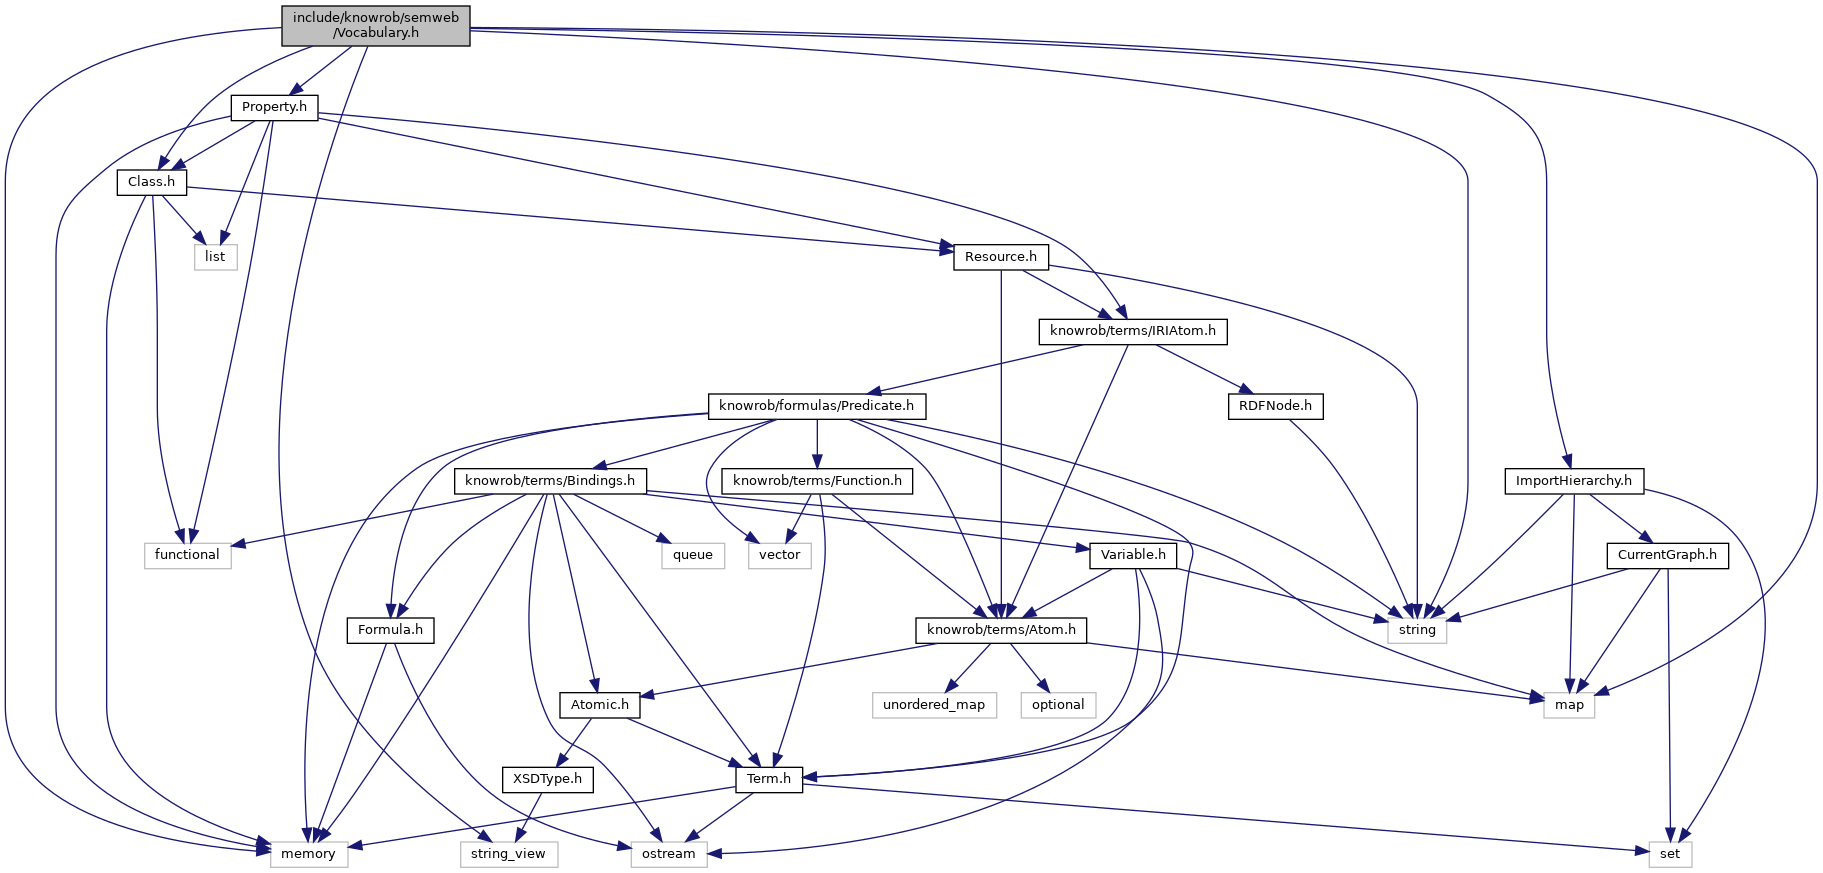 include/knowrob/semweb
/Vocabulary.h
Property.h
Class.h
list
Resource.h
knowrob/terms/IRIAtom.h
knowrob/formulas/Predicate.h
RDFNode.h
knowrob/terms/Bindings.h
knowrob/terms/Function.h
ImportHierarchy.h
functional
queue
vector
Variable.h
CurrentGraph.h
Formula.h
knowrob/terms/Atom.h
string
Atomic.h
unordered_map
optional
map
XSDType.h
Term.h
memory
string_view
ostream
set